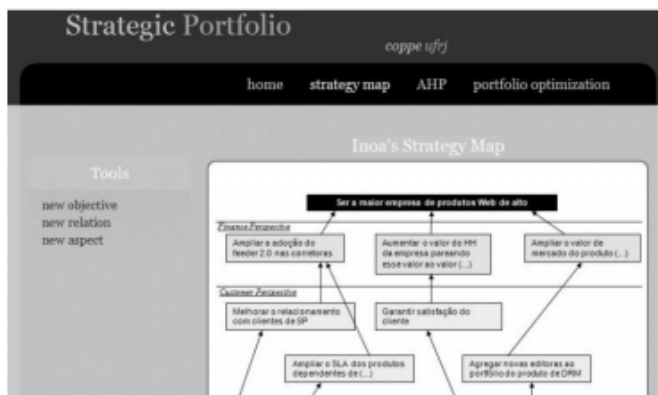 Strategic Portfolio
coppe ufrj
home strategy map AHP portfolio optimization
Inoa's Strategy Map
Tools
new objective
new relation
new aspect
Ser a maior empresa de produtos Web de alto
Finance Perspective
Ampliar a adoção do
feeder 2.0 nas corretoras
Aumentar o valor do HH
da empresa pareando
esse valor ao valor (...)
Ampliar o valor de
mercado do produto (...)
Customer Perspective
Melhorar o relacionamento
com clientes de SP
Garantir satisfação do
cliente
Ampliar o SLA dos produtos
dependentes de (...)
Agregar novas editoras ao
portfólio do produto de DRM